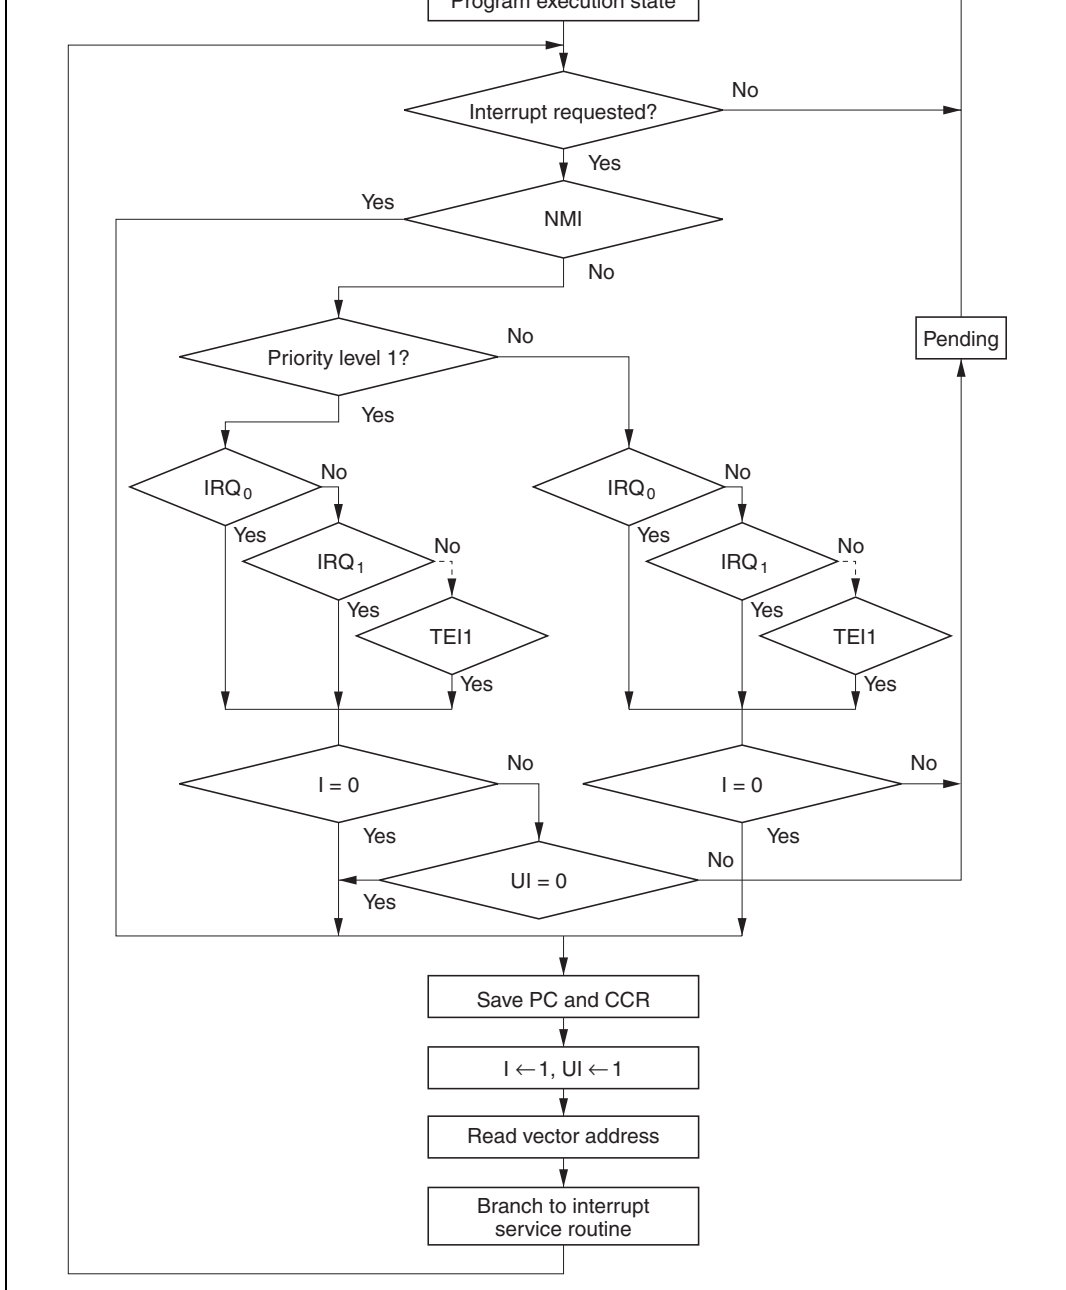 Program execution state
Interrupt requested?
No
Yes
NMI
Yes
No
Priority level 1?
No
Yes
Pending
IRQ0
No
Yes
IRQ1
No
Yes
TEI1
Yes
IRQ0
No
Yes
IRQ1
No
Yes
TEI1
Yes
I = 0
No
Yes
I = 0
No
Yes
UI = 0
No
Yes
Save PC and CCR
I ←1, UI ←1
Read vector address
Branch to interrupt
service routine